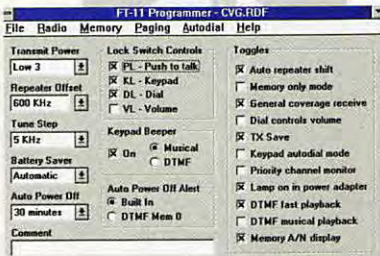 FT-11 Programmer - CVG.RDF
File Radio Memory Paging Autodial Help
Transmit Power
Low 3
Repeater Offset
600 KHz
Tune Step
5 KHz
Battery Saver
Automatic
Auto Power Off
30 minutes
Comment
Lock Switch Controls
PL - Push to talk
KL - Keypad
DL - Dial
VL - Volume
Keypad Beeper
On
Musical
DTMF
Auto Power Off Alert
Built In
DTMF Mem 0
Toggles
Auto repeater shift
Memory only mode
General coverage receive
Dial controls volume
TX Save
Keypad autodial mode
Priority channel monitor
Lamp on in power adapter
DTMF fast playback
DTMF musical playback
Memory A/N display